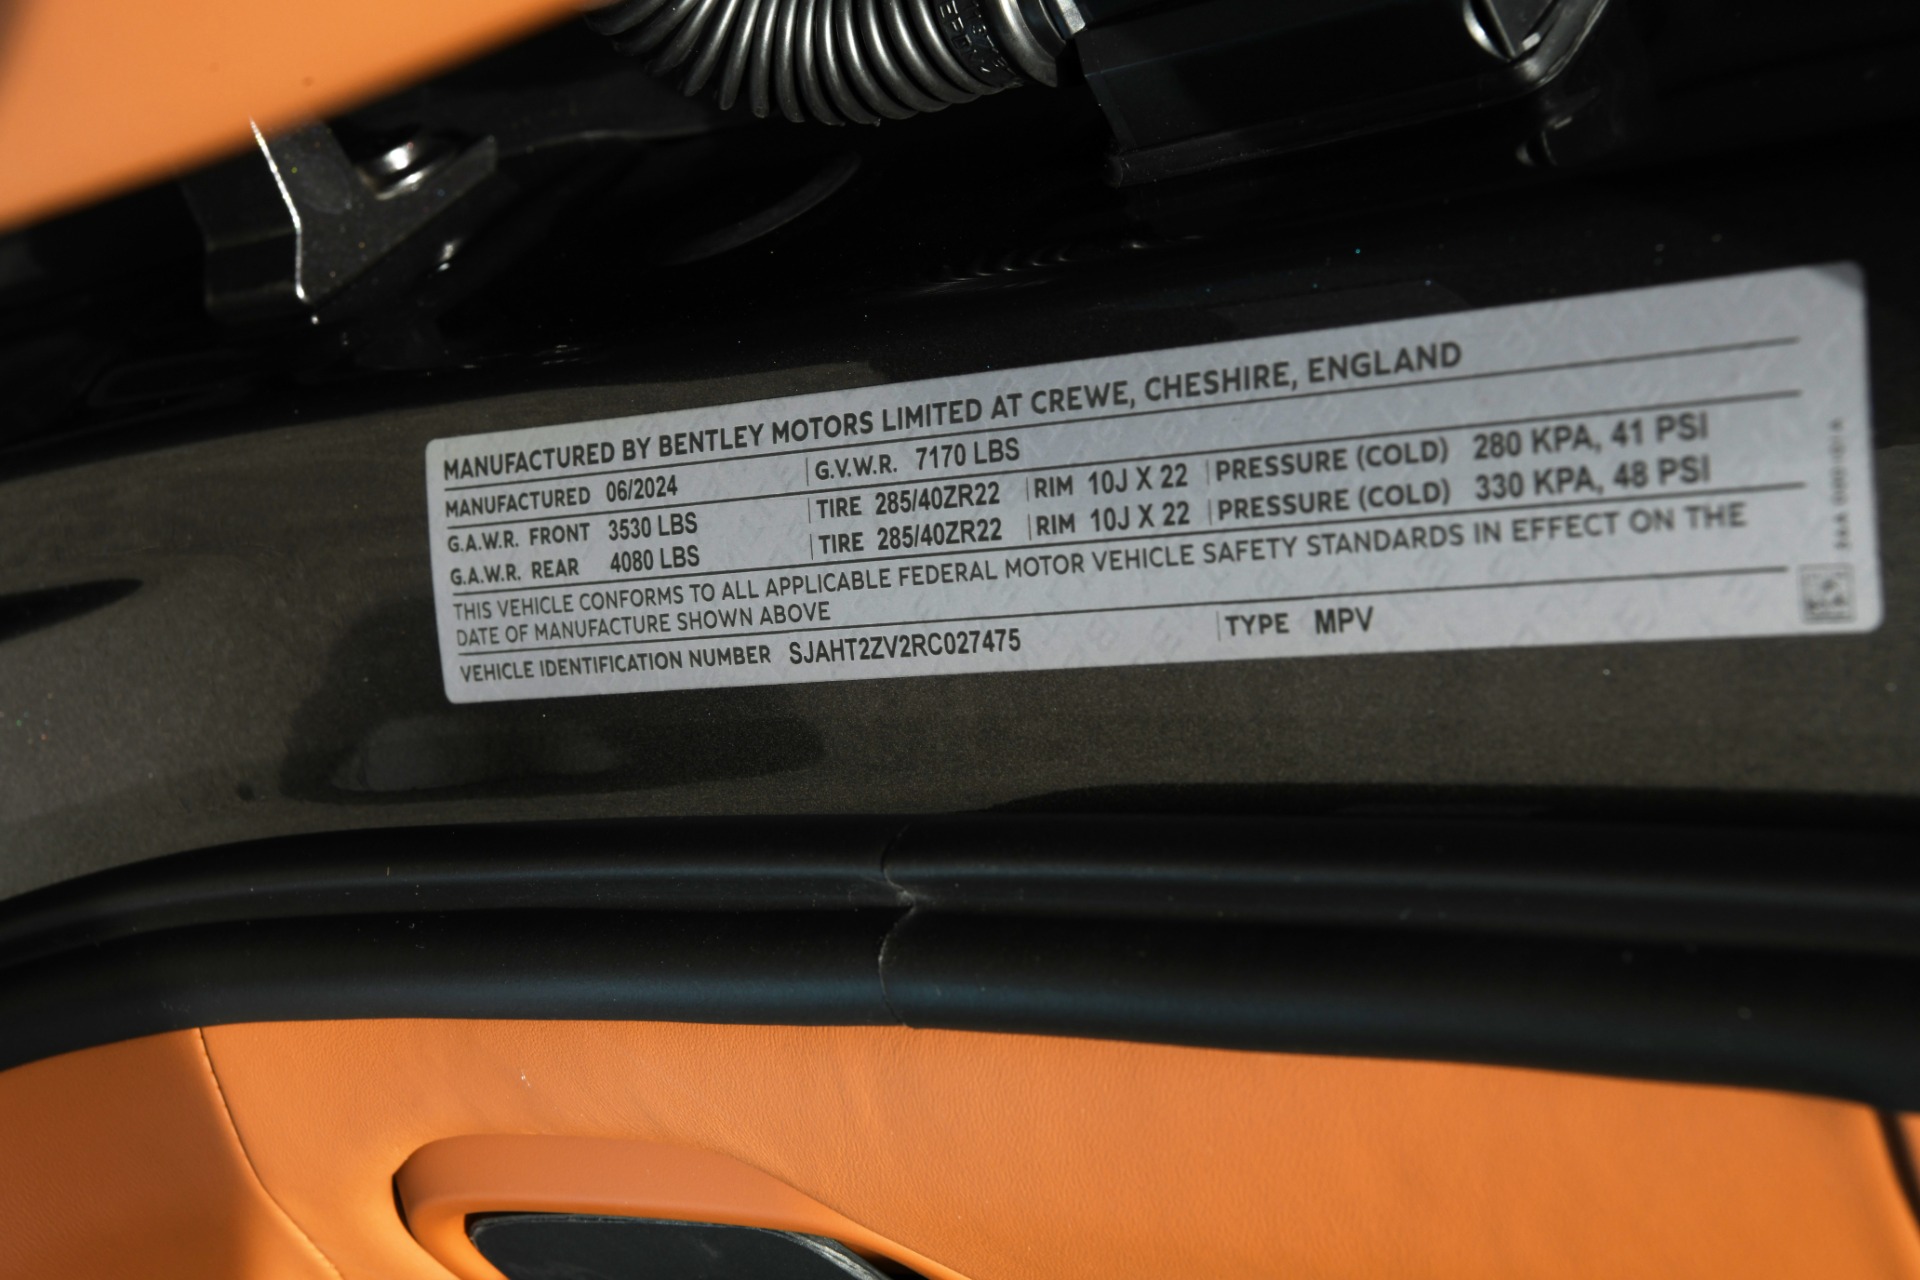 MANUFACTURED BY BENTLEY MOTORS LIMITED AT CREWE, CHESHIRE, ENGLAND
MANUFACTURED 06/2024 G.V.W.R. 7170 LBS
G.A.W.R. FRONT 3530 LBS TIRE 285/40ZR22 RIM 10J X 22 PRESSURE (COLD) 280 KPA, 41 PSI
G.A.W.R. REAR 4080 LBS TIRE 285/40ZR22 RIM 10J X 22 PRESSURE (COLD) 330 KPA, 48 PSI
THIS VEHICLE CONFORMS TO ALL APPLICABLE FEDERAL MOTOR VEHICLE SAFETY STANDARDS IN EFFECT ON THE
DATE OF MANUFACTURE SHOWN ABOVE
VEHICLE IDENTIFICATION NUMBER SJAHT2ZV2RC027475 TYPE MPV